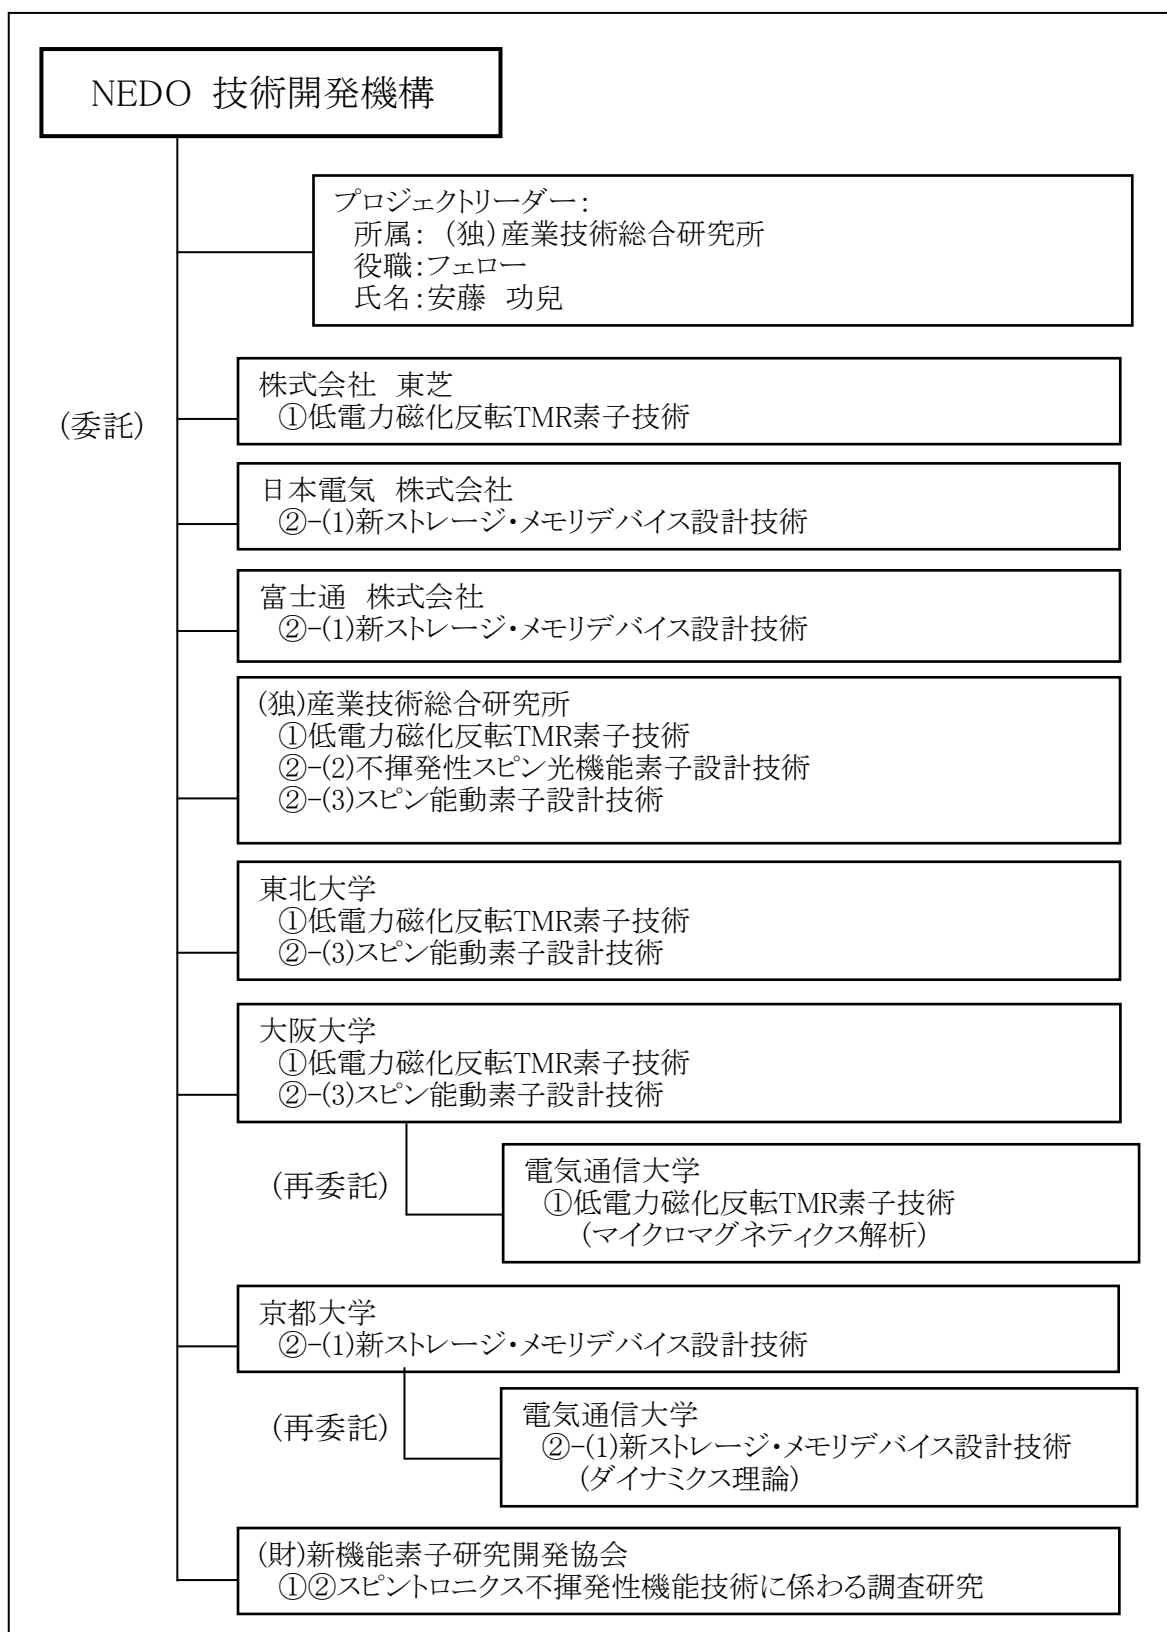 NEDO 技術開発機構
プロジェクトリーダー:
所属: (独)産業技術総合研究所
役職:フェロー
氏名:安藤 功兒
(委託)
株式会社 東芝
①低電力磁化反転TMR素子技術
日本電気 株式会社
②-(1)新ストレージ・メモリデバイス設計技術
富士通 株式会社
②-(1)新ストレージ・メモリデバイス設計技術
(独)産業技術総合研究所
①低電力磁化反転TMR素子技術
②-(2)不揮発性スピン光機能素子設計技術
②-(3)スピン能動素子設計技術
東北大学
①低電力磁化反転TMR素子技術
②-(3)スピン能動素子設計技術
大阪大学
①低電力磁化反転TMR素子技術
②-(3)スピン能動素子設計技術
(再委託)
電気通信大学
①低電力磁化反転TMR素子技術
(マイクロマグネティクス解析)
京都大学
②-(1)新ストレージ・メモリデバイス設計技術
(再委託)
電気通信大学
②-(1)新ストレージ・メモリデバイス設計技術
(ダイナミクス理論)
(財)新機能素子研究開発協会
①②スピントロニクス不揮発性機能技術に係わる調査研究